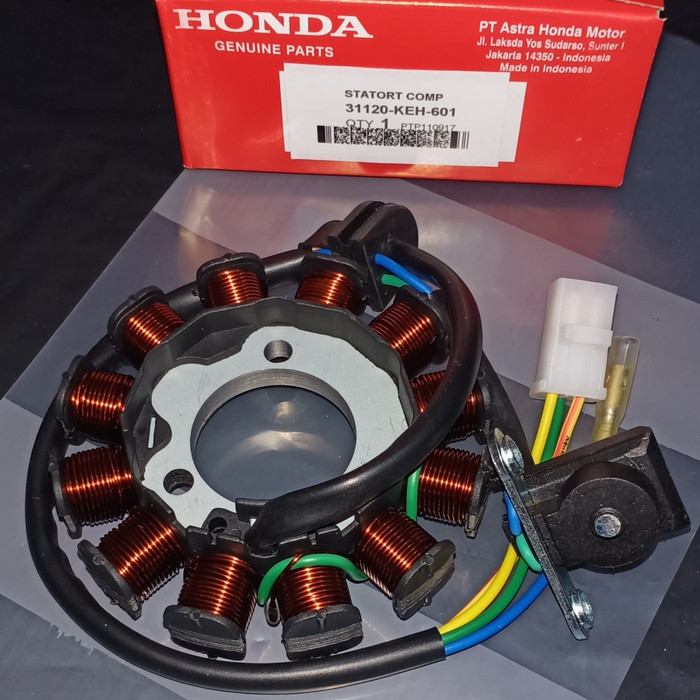 HONDA
GENUINE PARTS
PT Astra Honda Motor
Jl. Laksda Yos Sudarso, Sunter I
Jakarta 14350 - Indonesia
Made in Indonesia
STATORT COMP
31120-KEH-601
QTY 1 PTP110917